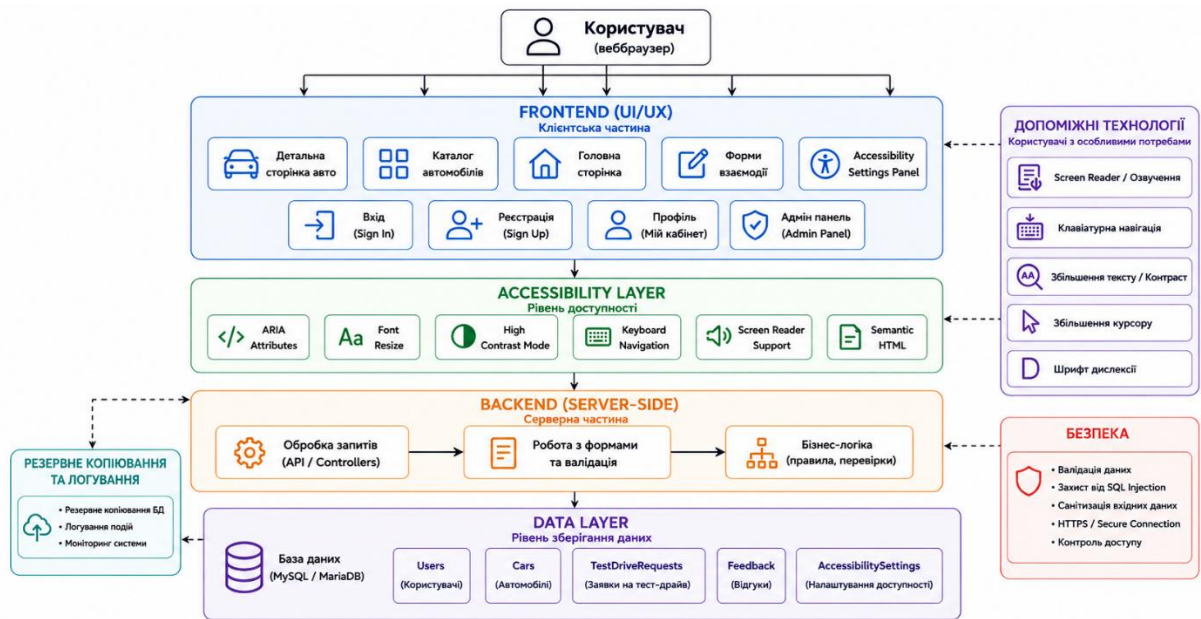 Користувач
(веббраузер)
FRONTEND (UI/UX)
Клієнтська частина
Детальна
сторінка авто
Каталог
автомобілів
Головна
сторінка
Форми
взаємодії
Accessibility
Settings Panel
Вхід
(Sign In)
Реєстрація
(Sign Up)
Профіль
(Мій кабінет)
Адмін панель
(Admin Panel)
ДОПОМІЖНІ ТЕХНОЛОГІЇ
Користувачі з особливими потребами
Screen Reader / Озвучення
Клавіатурна навігація
AA
Збільшення тексту / Контраст
Збільшення курсору
D
Шрифт дислексії
ACCESSIBILITY LAYER
Рівень доступності
</>
ARIA
Attributes
Aa
Font
Resize
High
Contrast Mode
Keyboard
Navigation
Screen Reader
Support
Semantic
HTML
BACKEND (SERVER-SIDE)
Серверна частина
Обробка запитів
(API / Controllers)
Робота з формами
та валідація
Бізнес-логіка
(правила, перевірки)
РЕЗЕРВНЕ КОПІЮВАННЯ
ТА ЛОГУВАННЯ
• Резервне копіювання БД
• Логування подій
• Моніторинг системи
БЕЗПЕКА
• Валідація даних
• Захист від SQL Injection
• Санітизація вхідних даних
• HTTPS / Secure Connection
• Контроль доступу
DATA LAYER
Рівень зберігання даних
База даних
(MySQL / MariaDB)
Users
(Користувачі)
Cars
(Автомобілі)
TestDriveRequests
(Заявки на тест-драйв)
Feedback
(Відгуки)
AccessibilitySettings
(Налаштування доступності)